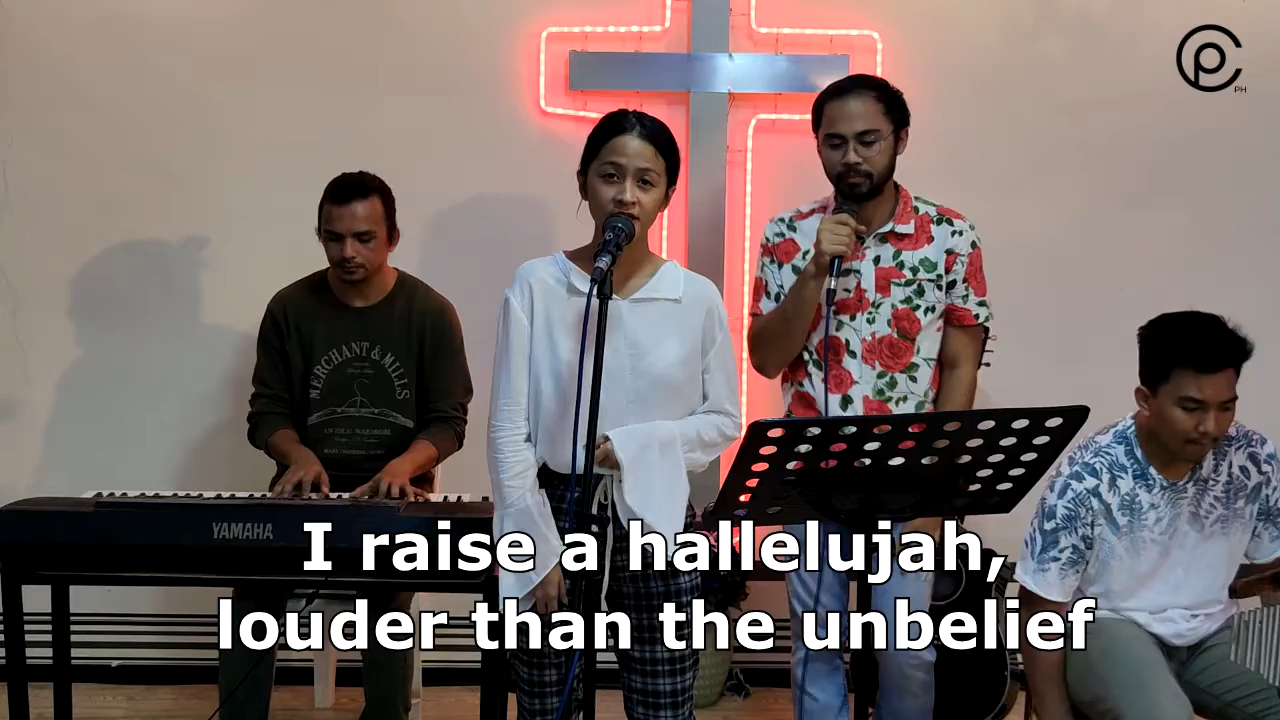 PH
MERCHANT & MILLS
YAMAHA
I raise a hallelujah,
louder than the unbelief